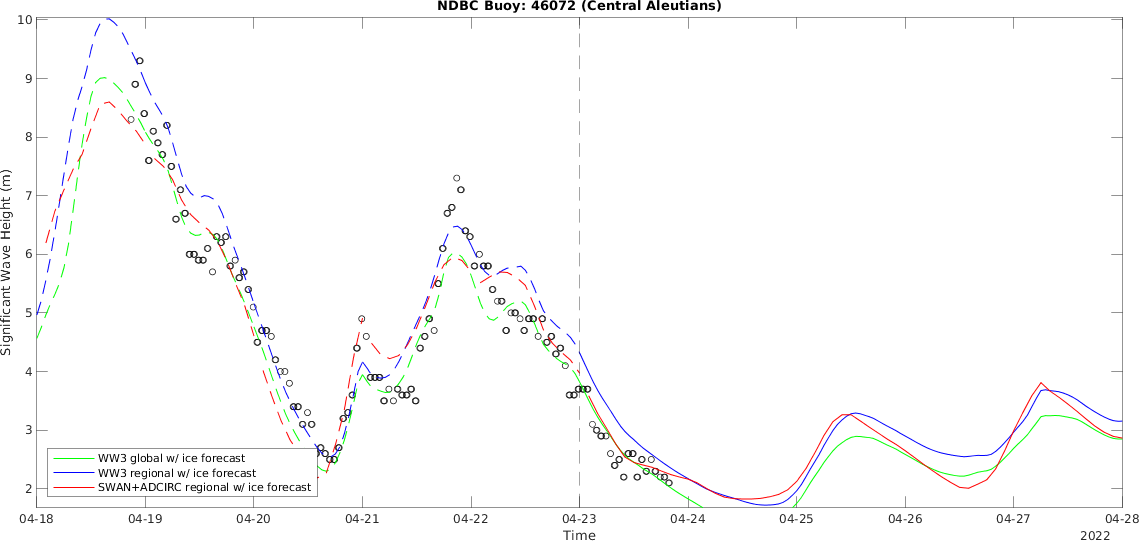 NDBC Buoy: 46072 (Central Aleutians)
10
9
8
7
6
5
4
3
2
Significant Wave Height (m)
WW3 global w/ ice forecast
WW3 regional w/ ice forecast
SWAN+ADCIRC regional w/ ice forecast
04-18 04-19 04-20 04-21 04-22 04-23 04-24 04-25 04-26 04-27 04-28
Time
2022